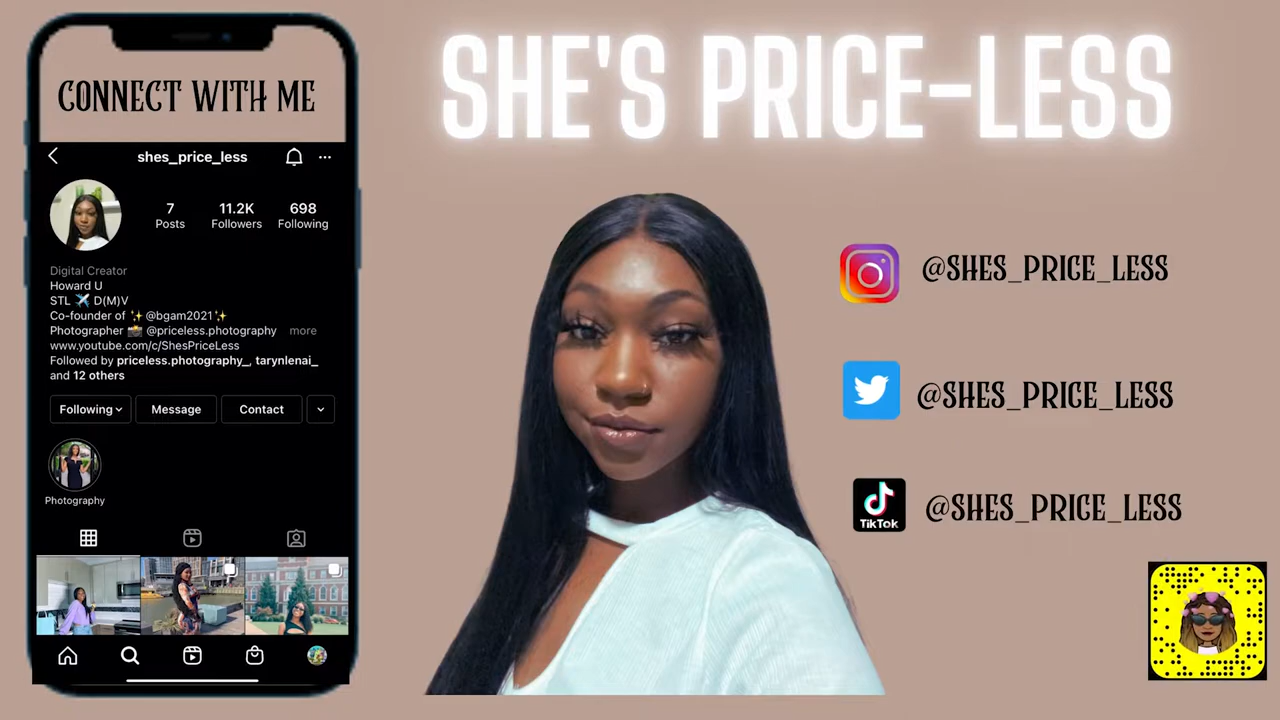 CONNECT WITH ME
shes_price_less
7 11.2K 698
Posts Followers Following
Digital Creator
Howard U
STL ✈️ D(M)V
Co-founder of ✨ @bgam2021✨
Photographer 📸 @priceless.photography more
www.youtube.com/c/ShesPriceLess
Followed by priceless.photography_, tarynlenai_
and 12 others
Following Message Contact
Photography
SHE'S PRICE-LESS
@SHES_PRICE_LESS
@SHES_PRICE_LESS
TikTok
@SHES_PRICE_LESS